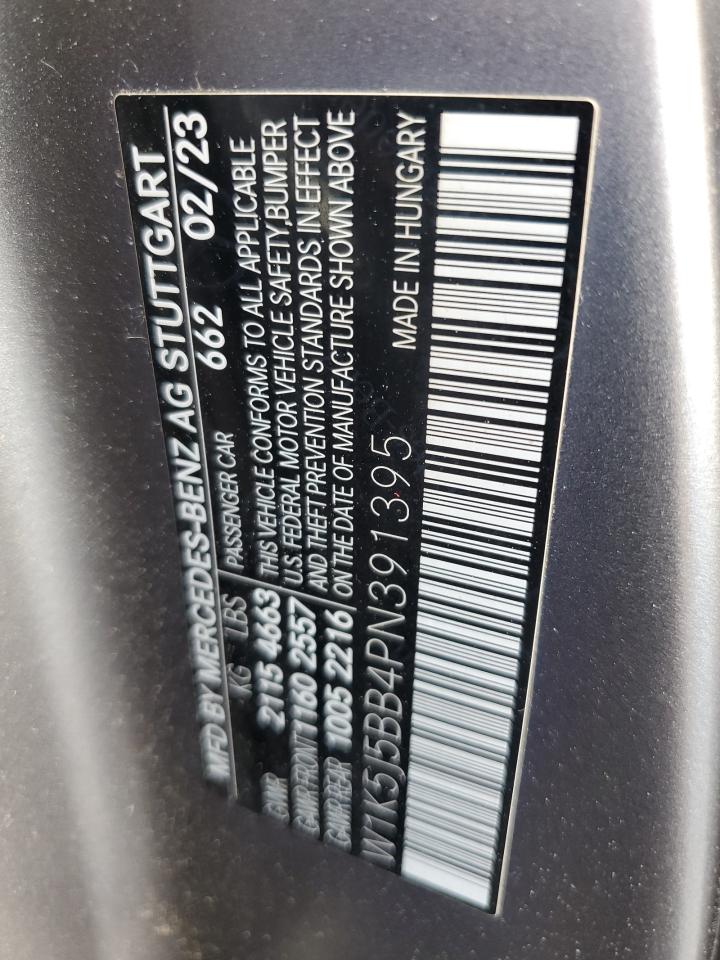 MFD BY MERCEDES-BENZ AG STUTTGART
662 02/23
KG LBS
GVWR 2115 4663
GAWR FRONT 1160 2557
GAWR REAR 1005 2216
PASSENGER CAR
THIS VEHICLE CONFORMS TO ALL APPLICABLE
U.S. FEDERAL MOTOR VEHICLE SAFETY, BUMPER
AND THEFT PREVENTION STANDARDS IN EFFECT
ON THE DATE OF MANUFACTURE SHOWN ABOVE
W1K5J5BB4PN391395
MADE IN HUNGARY